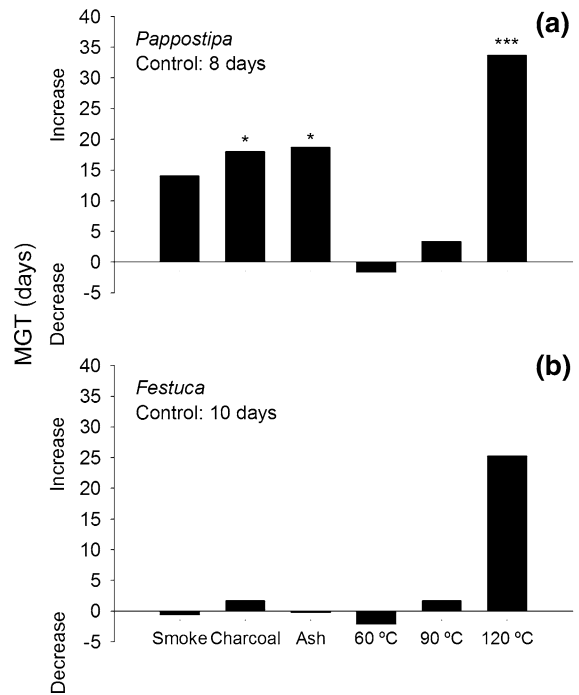 (a)
Pappostipa
Control: 8 days
40
35
30
25
20
15
10
5
0
-5
Increase
Decrease
*
*
***
MGT (days)
(b)
Festuca
Control: 10 days
40
35
30
25
20
15
10
5
0
-5
Increase
Decrease
Smoke Charcoal Ash 60 ºC 90 ºC 120 ºC